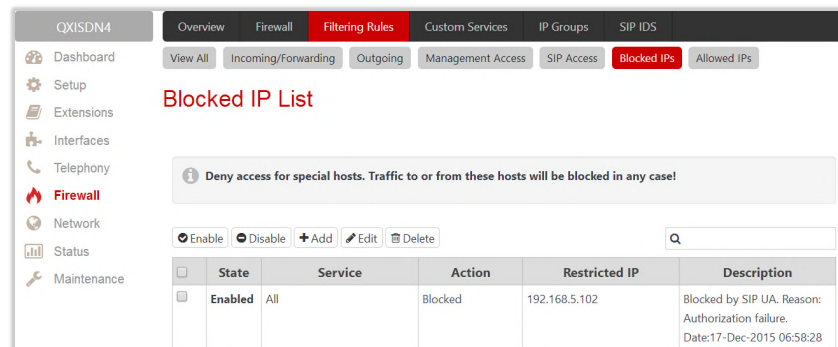 QXISDN4
Overview Firewall Filtering Rules Custom Services IP Groups SIP IDS
Dashboard
Setup
Extensions
Interfaces
Telephony
Firewall
Network
Status
Maintenance
View All Incoming/Forwarding Outgoing Management Access SIP Access Blocked IPs Allowed IPs
Blocked IP List
Deny access for special hosts. Traffic to or from these hosts will be blocked in any case!
Enable Disable Add Edit Delete
State Service Action Restricted IP Description
Enabled All Blocked 192.168.5.102 Blocked by SIP UA. Reason:
Authorization failure.
Date:17-Dec-2015 06:58:28